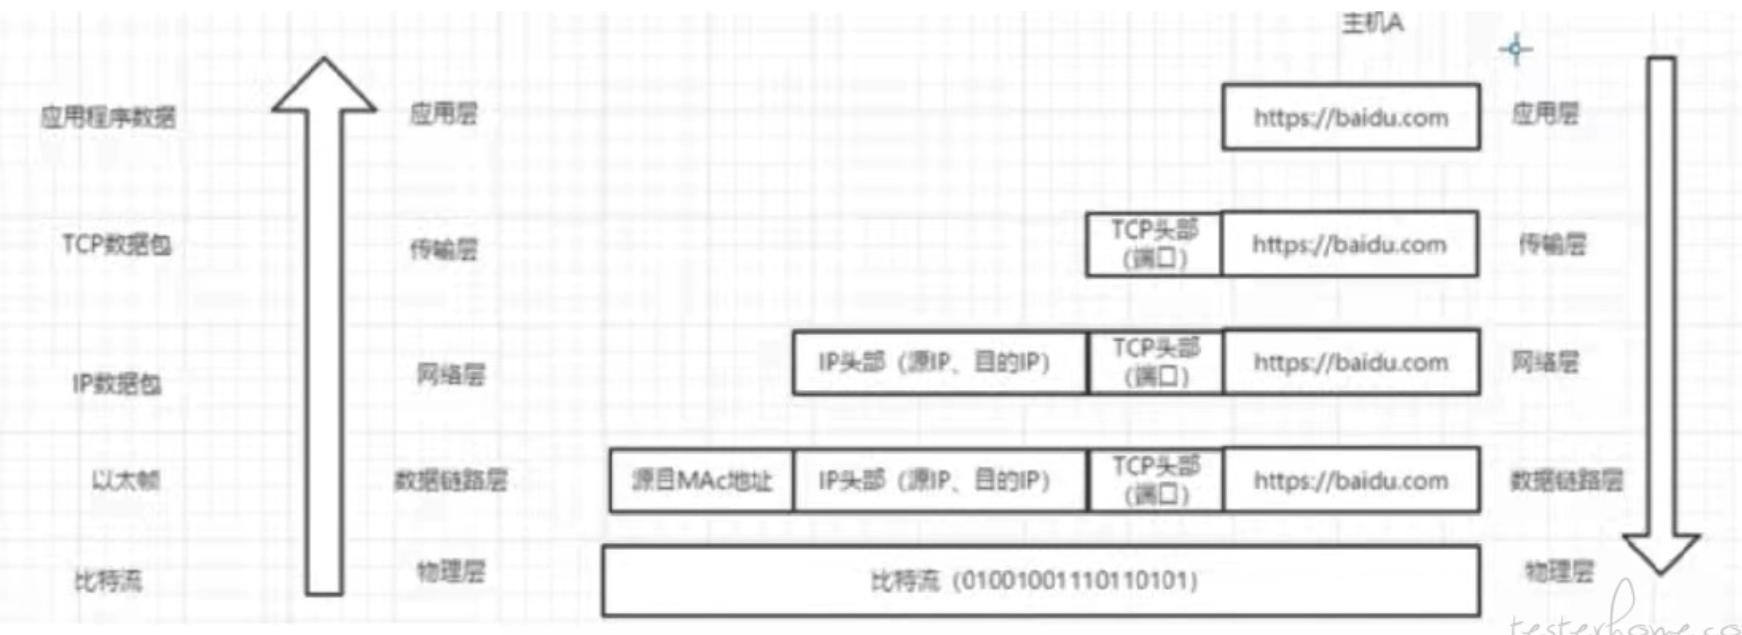 主机A
应用程序数据
应用层
https://baidu.com
应用层
TCP数据包
传输层
TCP头部
（端口）
https://baidu.com
传输层
IP数据包
网络层
IP头部（源IP、目的IP）
TCP头部
（端口）
https://baidu.com
网络层
以太帧
数据链路层
源目MAc地址
IP头部（源IP、目的IP）
TCP头部
（端口）
https://baidu.com
数据链路层
比特流
物理层
比特流（01001001110110101）
物理层
testerhome.co